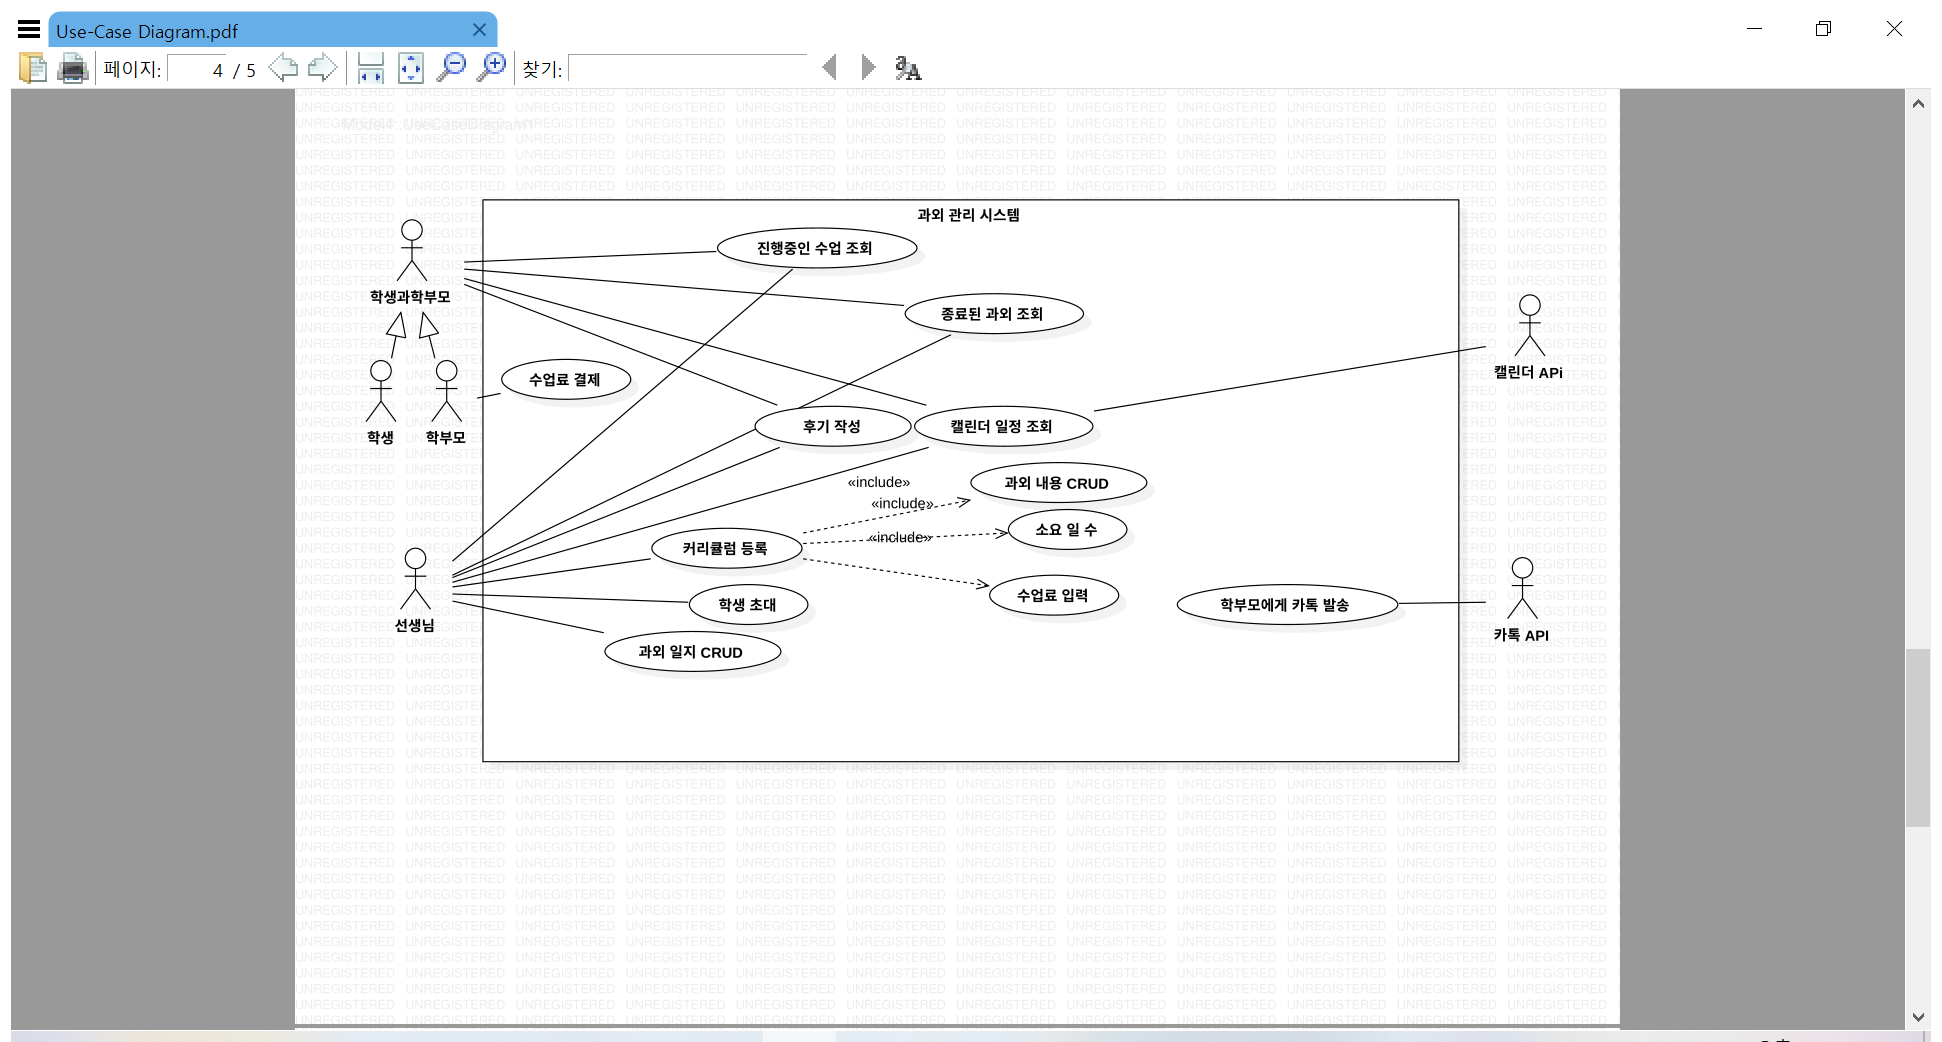 Use-Case Diagram.pdf
페이지: 4 / 5
찾기:
Model4::UseCaseDiagram1
과외 관리 시스템
진행중인 수업 조회
학생과학부모
종료된 과외 조회
수업료 결제
캘린더 APi
후기 작성
캘린더 일정 조회
학생
학부모
«include»
과외 내용 CRUD
«include»
소요 일 수
«include»
커리큘럼 등록
수업료 입력
학생 초대
학부모에게 카톡 발송
선생님
카톡 API
과외 일지 CRUD
UNREGISTERED